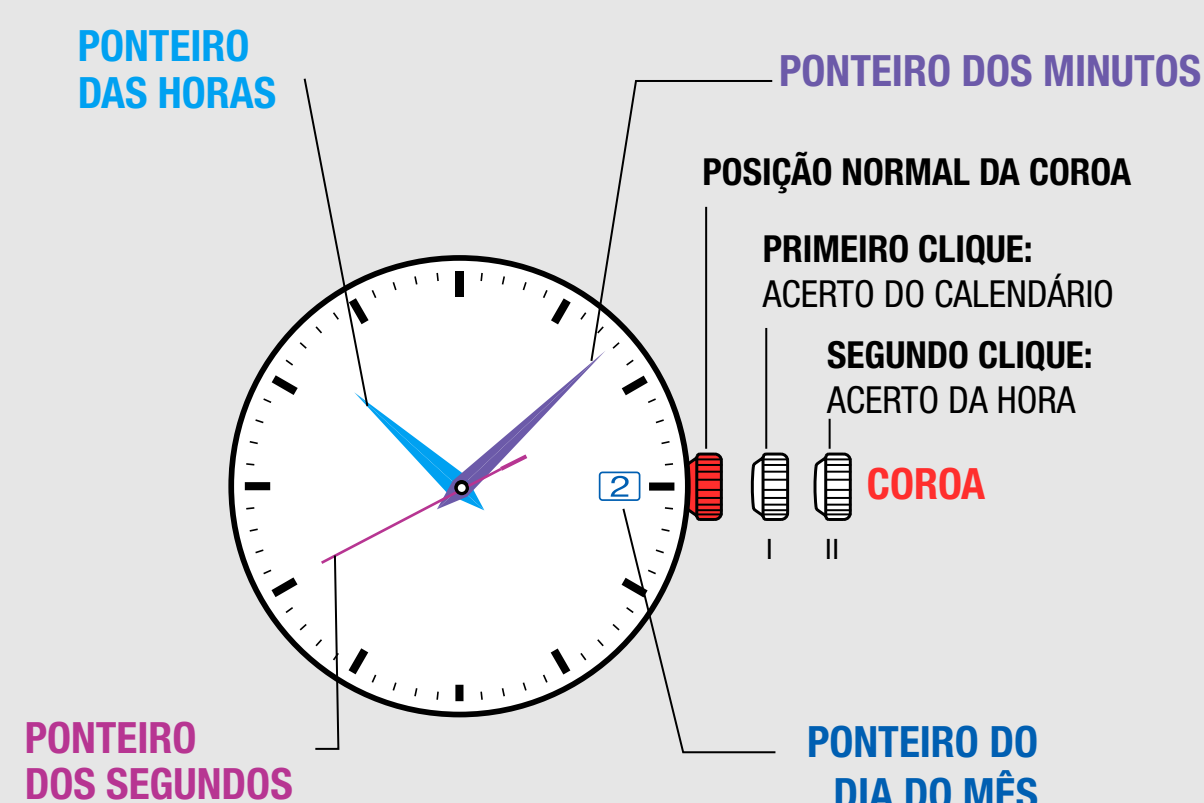 PONTEIRO
DAS HORAS
PONTEIRO DOS MINUTOS
POSIÇÃO NORMAL DA COROA
PRIMEIRO CLIQUE:
ACERTO DO CALENDÁRIO
SEGUNDO CLIQUE:
ACERTO DA HORA
2
COROA
I
II
PONTEIRO
DOS SEGUNDOS
PONTEIRO DO
DIA DO MÊS